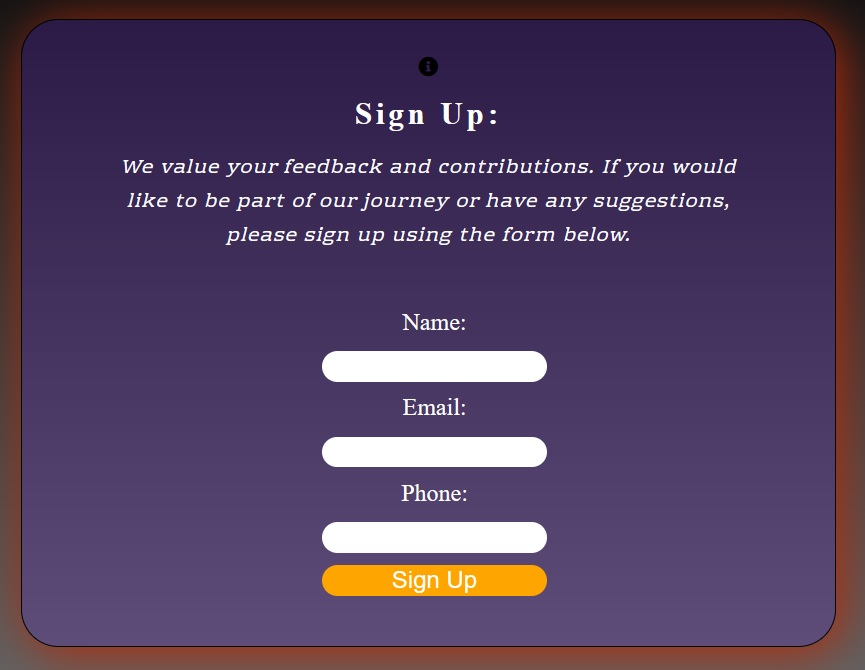 Sign Up:
We value your feedback and contributions. If you would
like to be part of our journey or have any suggestions,
please sign up using the form below.
Name:
Email:
Phone:
Sign Up